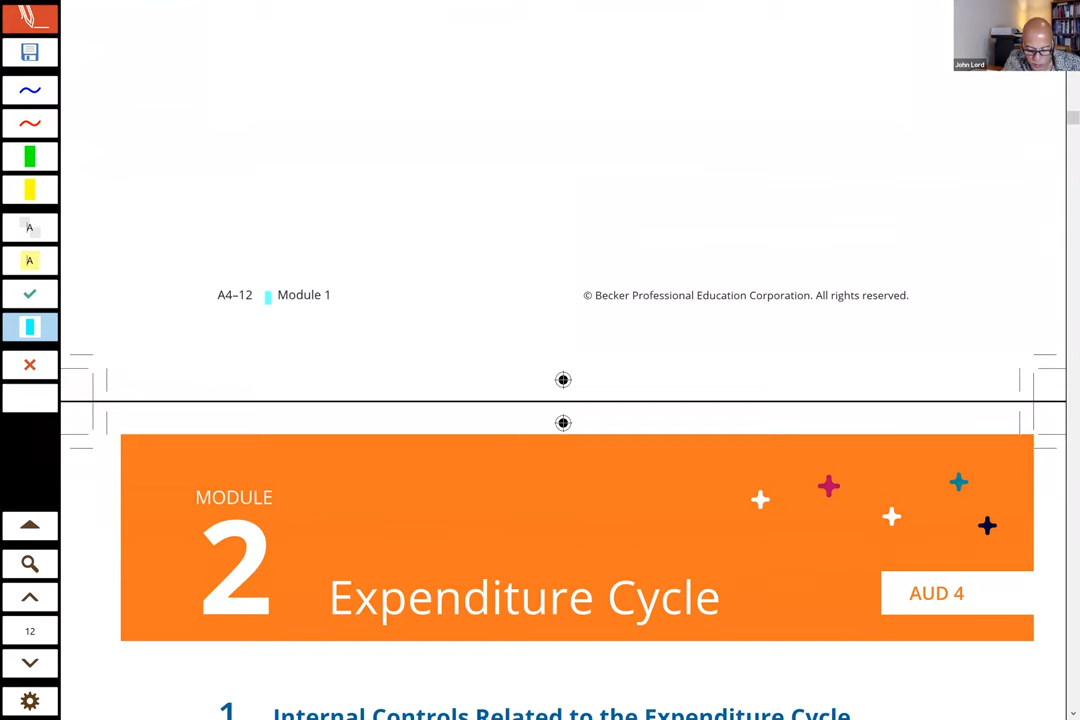 John Lord
A
A
A4–12 Module 1
© Becker Professional Education Corporation. All rights reserved.
MODULE
2
Expenditure Cycle
AUD 4
12
1 Internal Controls Related to the Expenditure Cycle